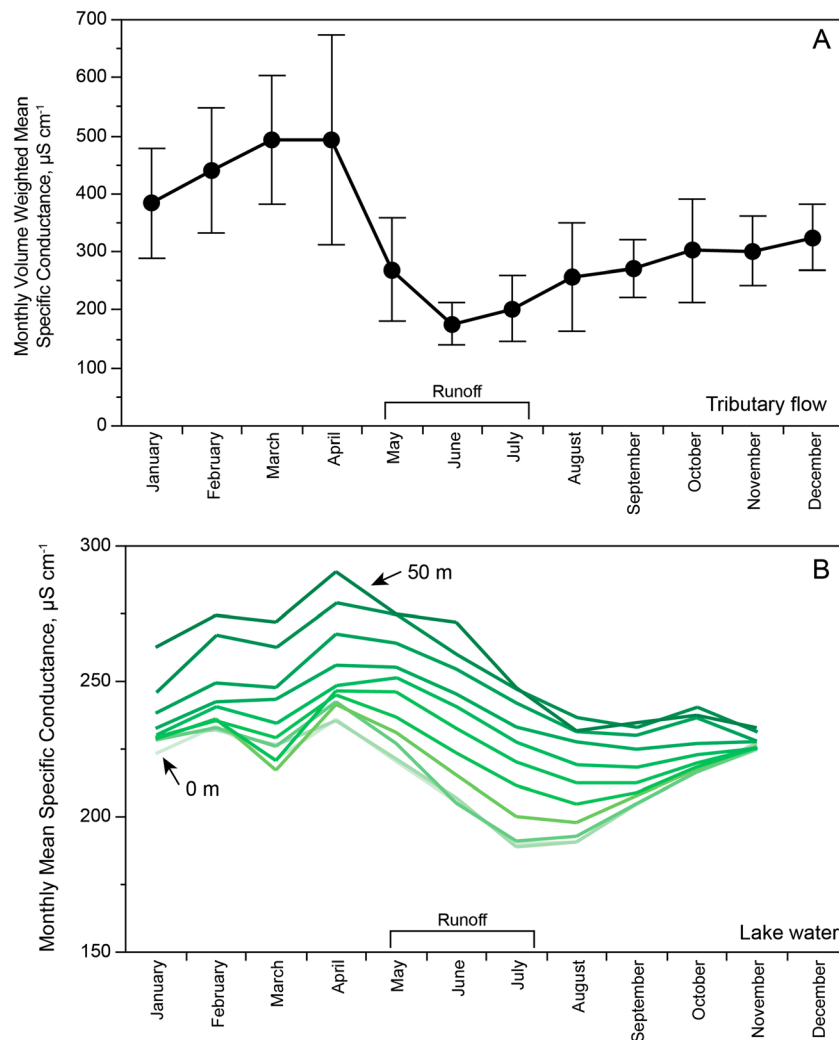 A
Monthly Volume Weighted Mean
Specific Conductance, µS cm⁻¹
700
600
500
400
300
200
100
0
Runoff
Tributary flow
January
February
March
April
May
June
July
August
September
October
November
December
B
Monthly Mean Specific Conductance, µS cm⁻¹
300
250
200
150
50 m
0 m
Runoff
Lake water
January
February
March
April
May
June
July
August
September
October
November
December